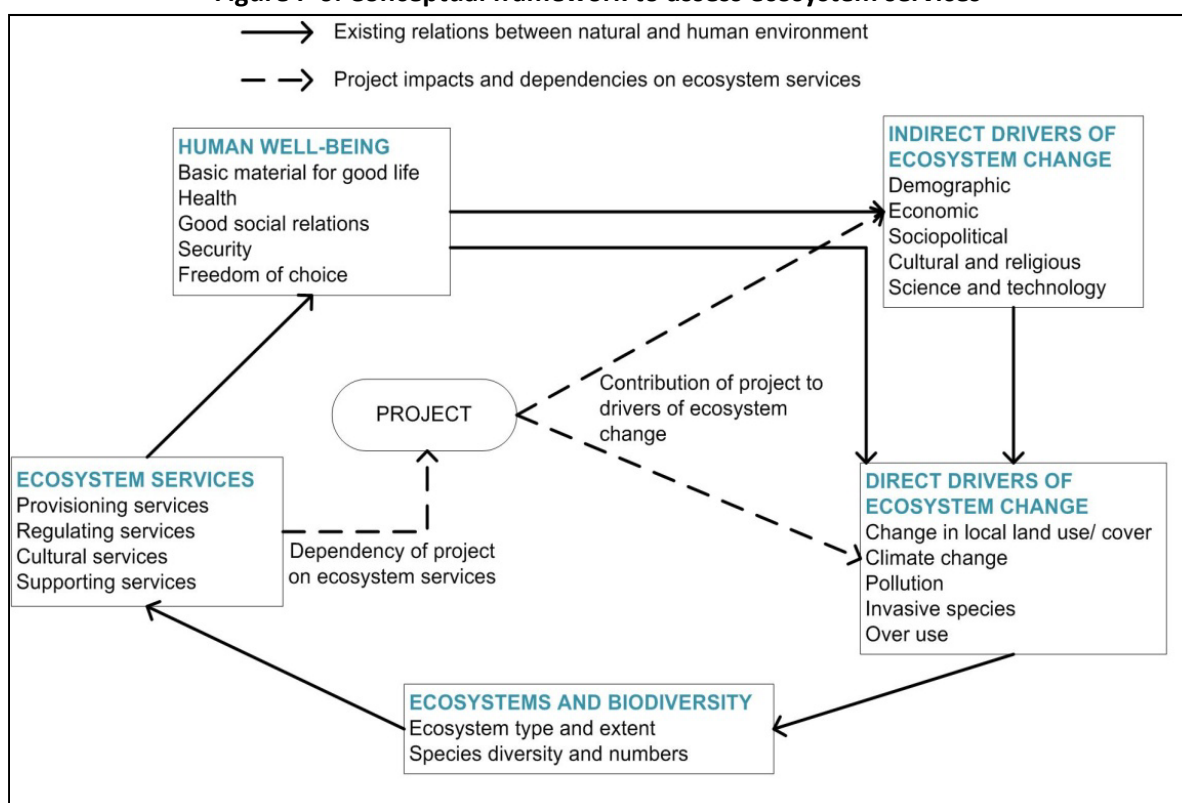 Existing relations between natural and human environment
Project impacts and dependencies on ecosystem services
HUMAN WELL-BEING
Basic material for good life
Health
Good social relations
Security
Freedom of choice
INDIRECT DRIVERS OF
ECOSYSTEM CHANGE
Demographic
Economic
Sociopolitical
Cultural and religious
Science and technology
PROJECT
Contribution of project to
drivers of ecosystem
change
ECOSYSTEM SERVICES
Provisioning services
Regulating services
Cultural services
Supporting services
Dependency of project
on ecosystem services
DIRECT DRIVERS OF
ECOSYSTEM CHANGE
Change in local land use/ cover
Climate change
Pollution
Invasive species
Over use
ECOSYSTEMS AND BIODIVERSITY
Ecosystem type and extent
Species diversity and numbers